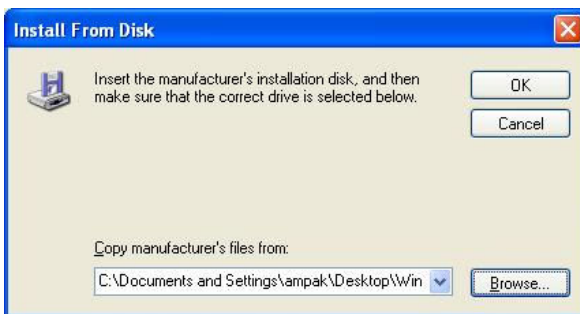 Install From Disk
Insert the manufacturer's installation disk, and then
make sure that the correct drive is selected below.
OK
Cancel
Copy manufacturer's files from:
C:\Documents and Settings\ampak\Desktop\Win
Browse...